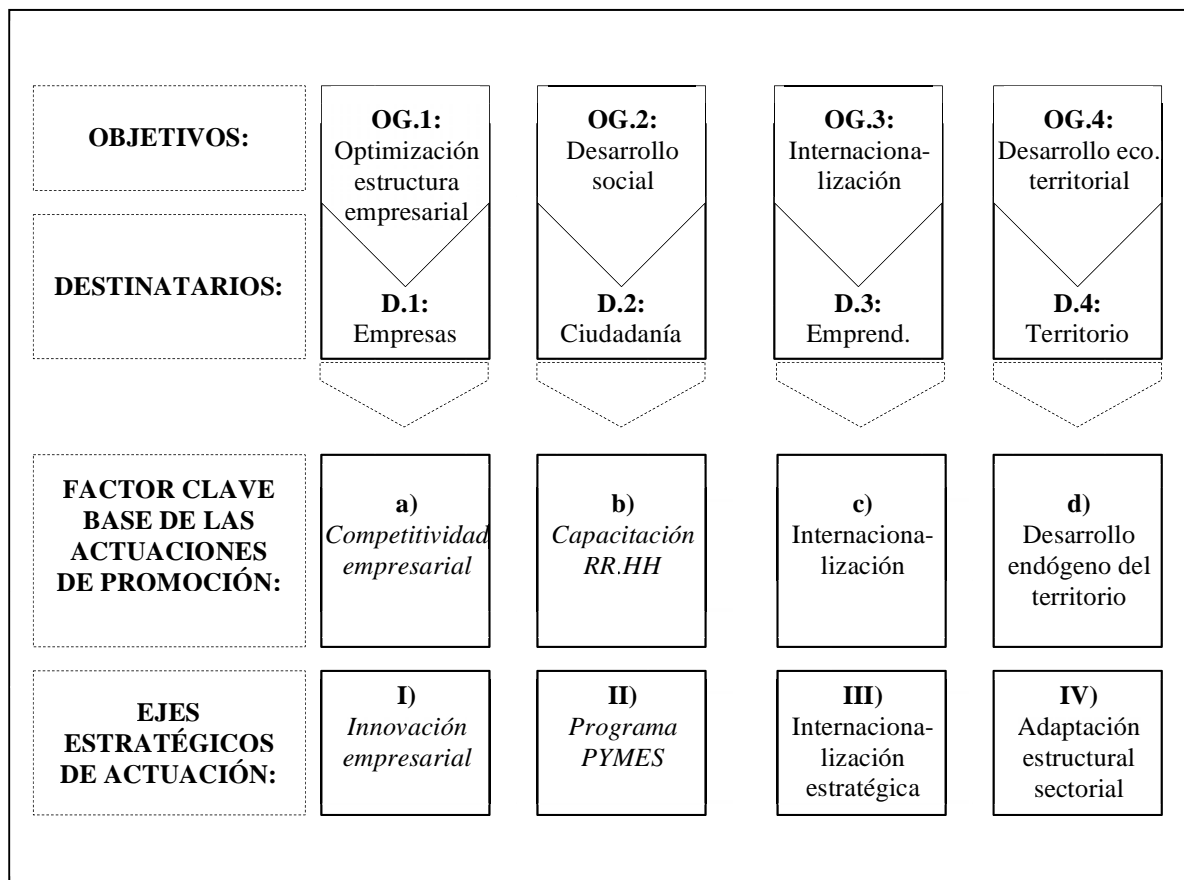 OBJETIVOS:
OG.1:
Optimización
estructura
empresarial
OG.2:
Desarrollo
social
OG.3:
Internaciona-
lización
OG.4:
Desarrollo eco.
territorial
DESTINATARIOS:
D.1:
Empresas
D.2:
Ciudadanía
D.3:
Emprend.
D.4:
Territorio
FACTOR CLAVE
BASE DE LAS
ACTUACIONES
DE PROMOCIÓN:
a)
Competitividad
empresarial
b)
Capacitación
RR.HH
c)
Internaciona-
lización
d)
Desarrollo
endógeno del
territorio
EJES
ESTRATÉGICOS
DE ACTUACIÓN:
I)
Innovación
empresarial
II)
Programa
PYMES
III)
Internaciona-
lización
estratégica
IV)
Adaptación
estructural
sectorial